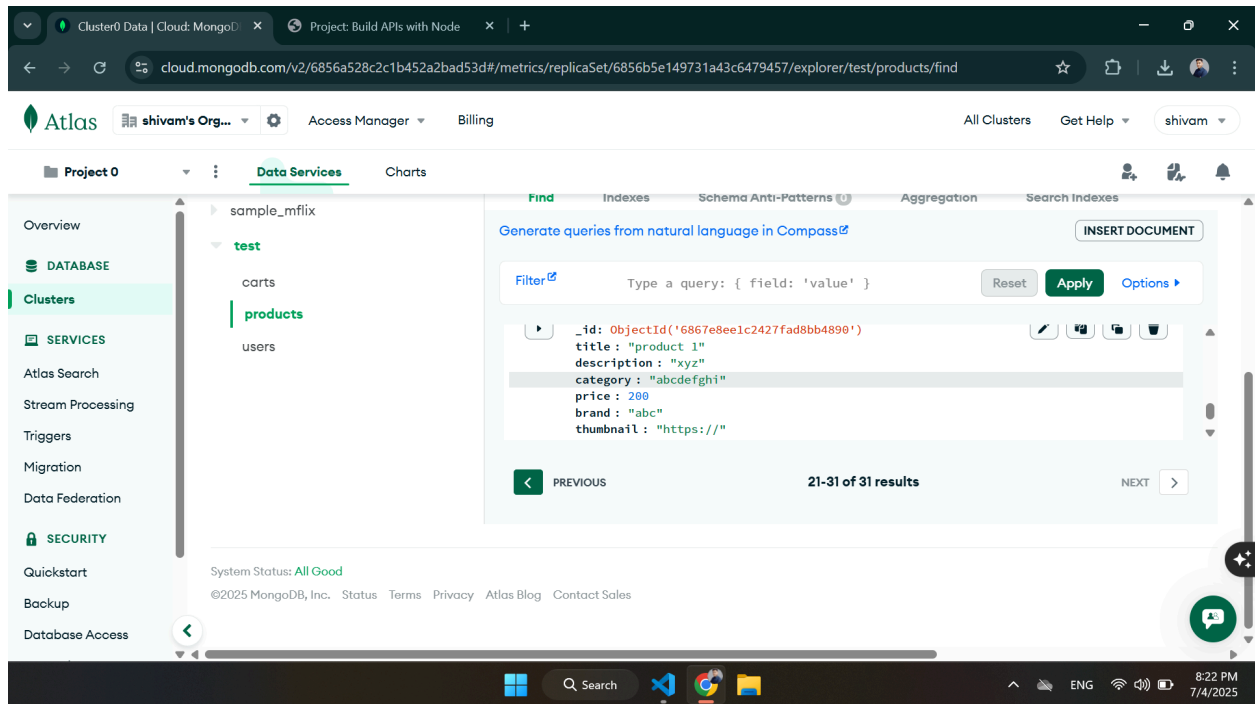 Cluster0 Data | Cloud: MongoD
Project: Build APIs with Node
cloud.mongodb.com/v2/6856a528c2c1b452a2bad53d#/metrics/replicaSet/6856b5e149731a43c6479457/explorer/test/products/find
Atlas
shivam's Org...
Access Manager
Billing
All Clusters
Get Help
shivam
Project 0
Data Services
Charts
Overview
DATABASE
Clusters
SERVICES
Atlas Search
Stream Processing
Triggers
Migration
Data Federation
SECURITY
Quickstart
Backup
Database Access
sample_mflix
test
carts
products
users
Find
Indexes
Schema Anti-Patterns 0
Aggregation
Search Indexes
Generate queries from natural language in Compass
INSERT DOCUMENT
Filter
Type a query: { field: 'value' }
Reset
Apply
Options
_id: ObjectId('6867e8ee1c2427fad8bb4890')
title : "product 1"
description : "xyz"
category : "abcdefghi"
price : 200
brand : "abc"
thumbnail : "https://"
PREVIOUS
21-31 of 31 results
NEXT
System Status: All Good
©2025 MongoDB, Inc. Status Terms Privacy Atlas Blog Contact Sales
Search
ENG
8:22 PM
7/4/2025